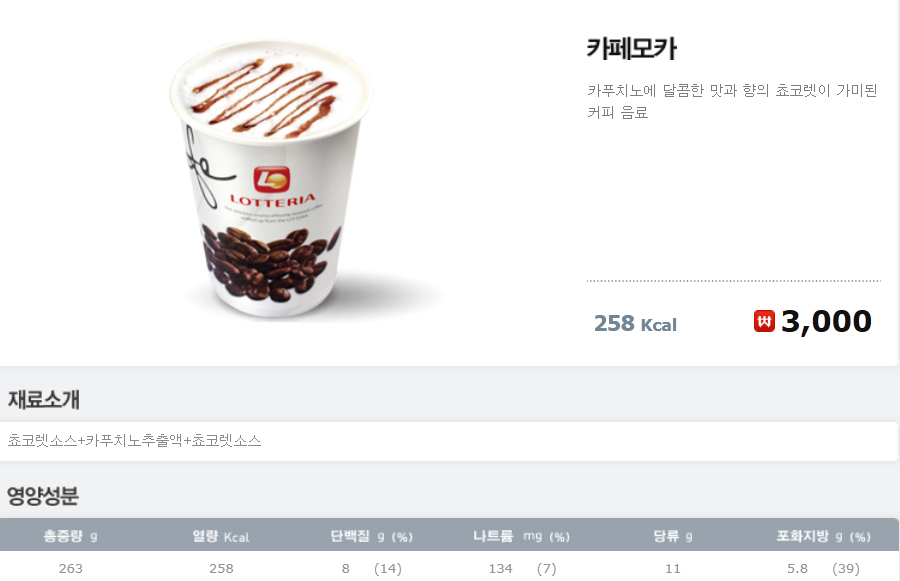 카페모카
카푸치노에 달콤한 맛과 향의 쵸코렛이 가미된
커피 음료
LOTTERIA
258 Kcal
3,000
재료소개
쵸코렛소스+카푸치노추출액+쵸코렛소스
영양성분
총중량 g 열량 Kcal 단백질 g (%) 나트륨 mg (%) 당류 g 포화지방 g (%)
263 258 8 (14) 134 (7) 11 5.8 (39)